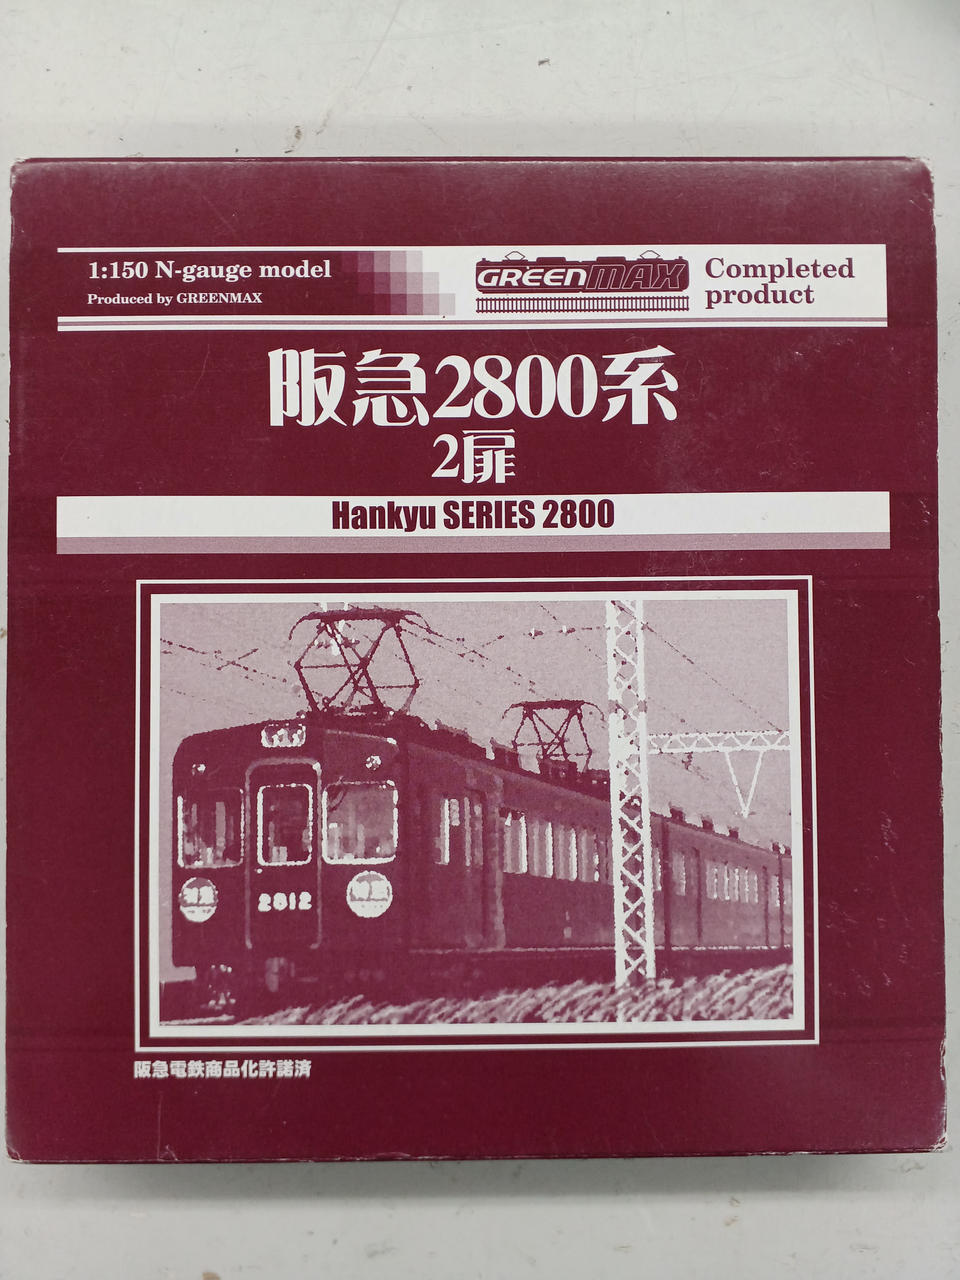 1:150 N-gauge model
Produced by GREENMAX
GREENMAX
Completed
product
阪急2800系
2扉
Hankyu SERIES 2800
2812
阪急電鉄商品化許諾済